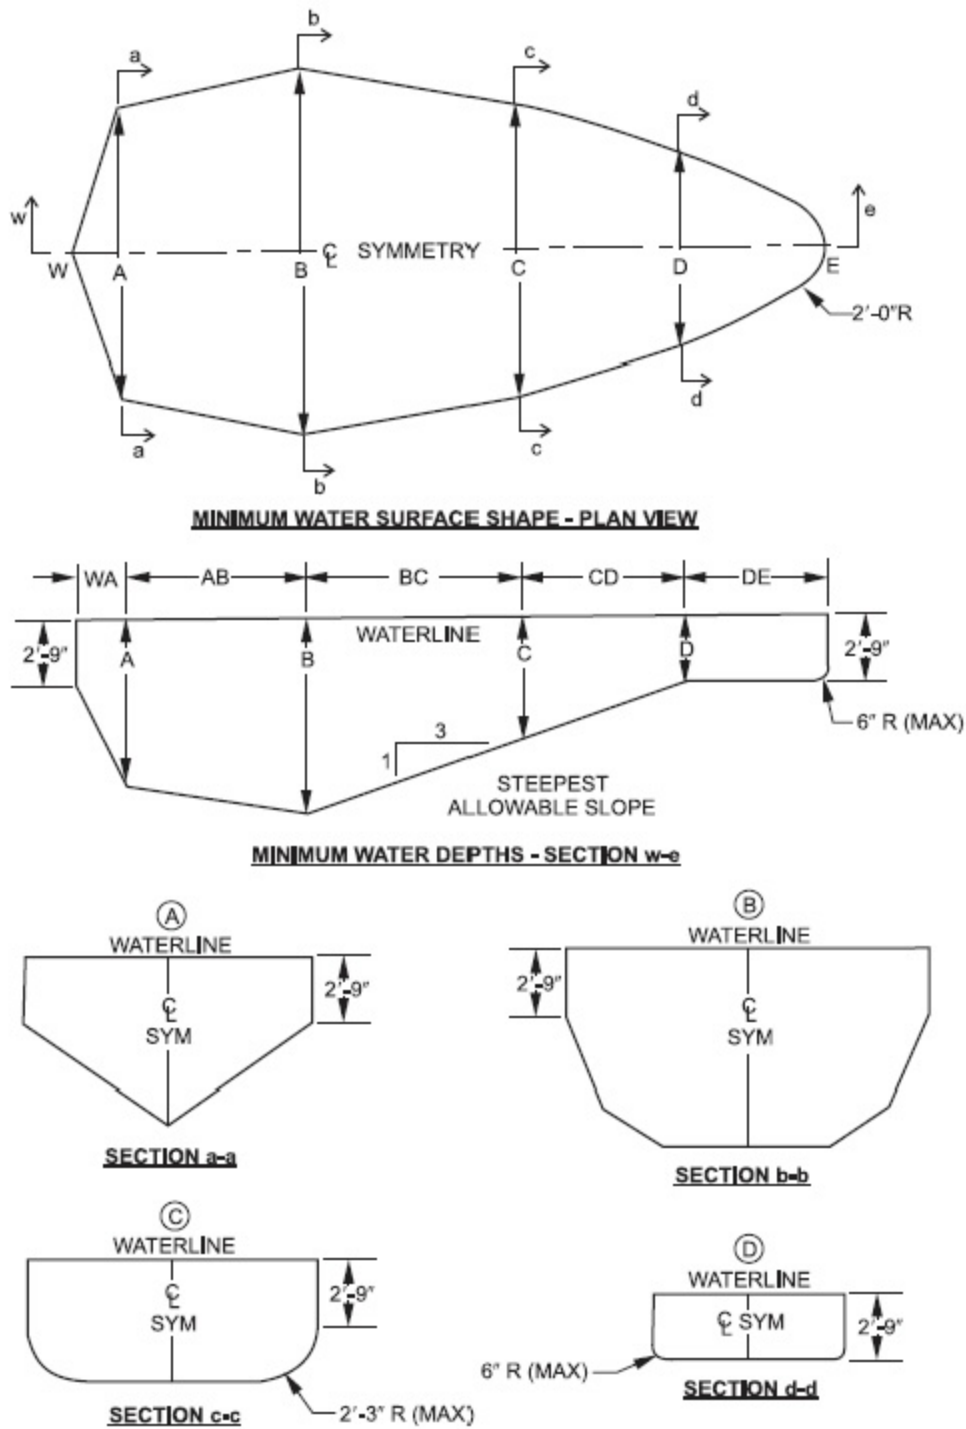 b
a
c
d
w
e
℄ SYMMETRY
W
A
B
C
D
E
2′-0″R
d
a
c
b
MINIMUM WATER SURFACE SHAPE - PLAN VIEW
WA
AB
BC
CD
DE
WATERLINE
2′-9″
A
B
C
D
2′-9″
3
1
6″ R (MAX)
STEEPEST
ALLOWABLE SLOPE
MINIMUM WATER DEPTHS - SECTION w-e
A
WATERLINE
2′-9″
℄
SYM
SECTION a-a
B
WATERLINE
2′-9″
℄
SYM
SECTION b-b
C
WATERLINE
2′-9″
℄
SYM
2′-3″ R (MAX)
SECTION c-c
D
WATERLINE
℄ SYM
2′-9″
6″ R (MAX)
SECTION d-d